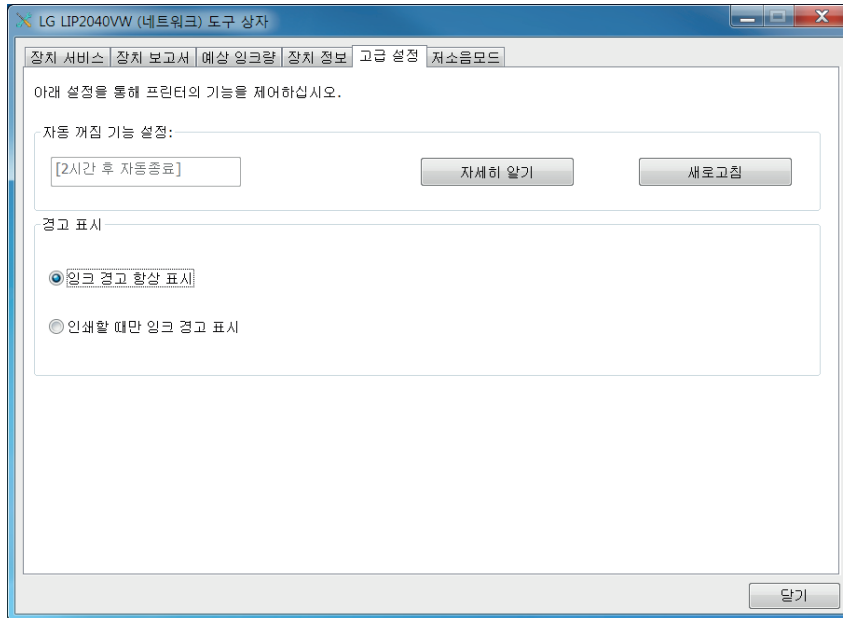 LG LIP2040VW (네트워크) 도구 상자
장치 서비스 장치 보고서 예상 잉크량 장치 정보 고급 설정 저소음모드
아래 설정을 통해 프린터의 기능을 제어하십시오.
자동 꺼짐 기능 설정:
[2시간 후 자동종료] 자세히 알기 새로고침
경고 표시
잉크 경고 항상 표시
인쇄할 때만 잉크 경고 표시
닫기